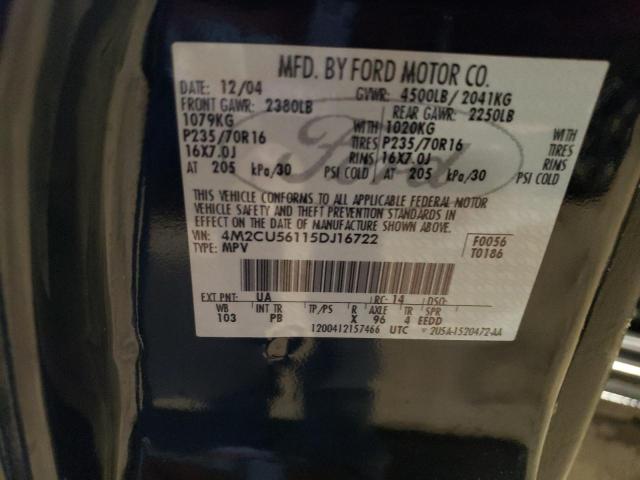 MFD. BY FORD MOTOR CO.
DATE: 12/04 GVWR: 4500LB/ 2041KG
FRONT GAWR: 2380LB REAR GAWR: 2250LB
1079KG WITH 1020KG WITH
P235/70R16 TIRES P235/70R16 TIRES
16X7.0J RIMS 16X7.0J RIMS
AT 205 kPa/30 PSI COLD AT 205 kPa/30 PSI COLD
Ford
THIS VEHICLE CONFORMS TO ALL APPLICABLE FEDERAL MOTOR
VEHICLE SAFETY AND THEFT PREVENTION STANDARDS IN
EFFECT ON THE DATE OF MANUFACTURE SHOWN ABOVE.
VIN: 4M2CU56115DJ16722 F0056
TYPE: MPV T0186
EXT PNT: UA RC: 14 DSO:
WB INT TR TP/PS R AXLE TR SPR
103 PB X 96 4 EEDD
1200412157466 UTC 2U5A-1520472-AA